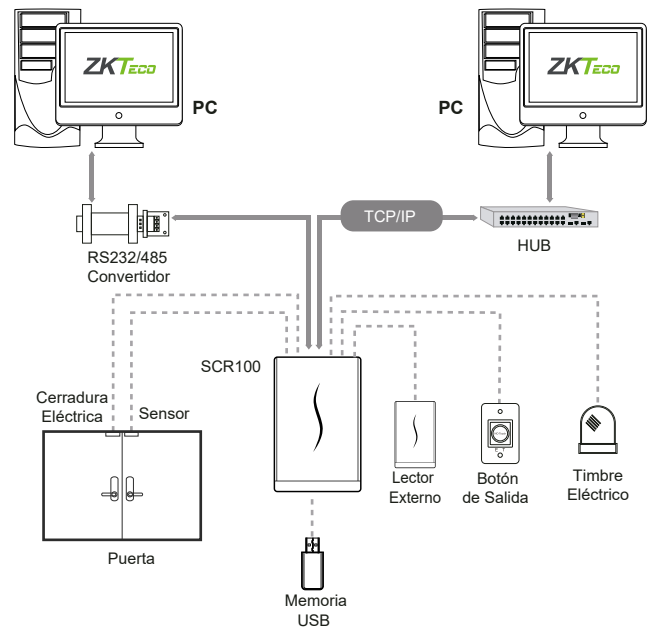 ZKTeco
PC
PC
ZKTeco
TCP/IP
RS232/485
Convertidor
HUB
SCR100
Cerradura
Eléctrica
Sensor
Lector
Externo
Botón
de Salida
Timbre
Eléctrico
Puerta
Memoria
USB